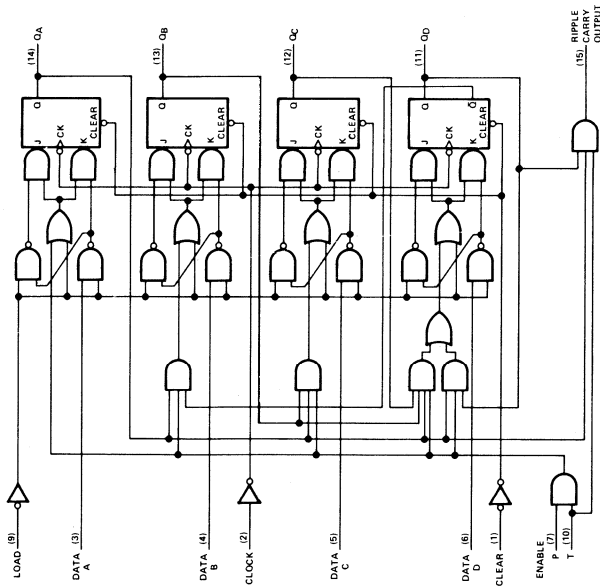 (14) QA
(13) QB
(12) QC
(11) QD
(15) RIPPLE
CARRY
OUTPUT
J
Q
CK
K
CLEAR
J
Q
CK
K
CLEAR
J
Q
CK
K
CLEAR
J
Q
CK
K
Q̅
CLEAR
LOAD (9)
DATA (3)
A
DATA (4)
B
CLOCK (2)
DATA (5)
C
DATA (6)
D
CLEAR (1)
ENABLE
P (7)
T (10)